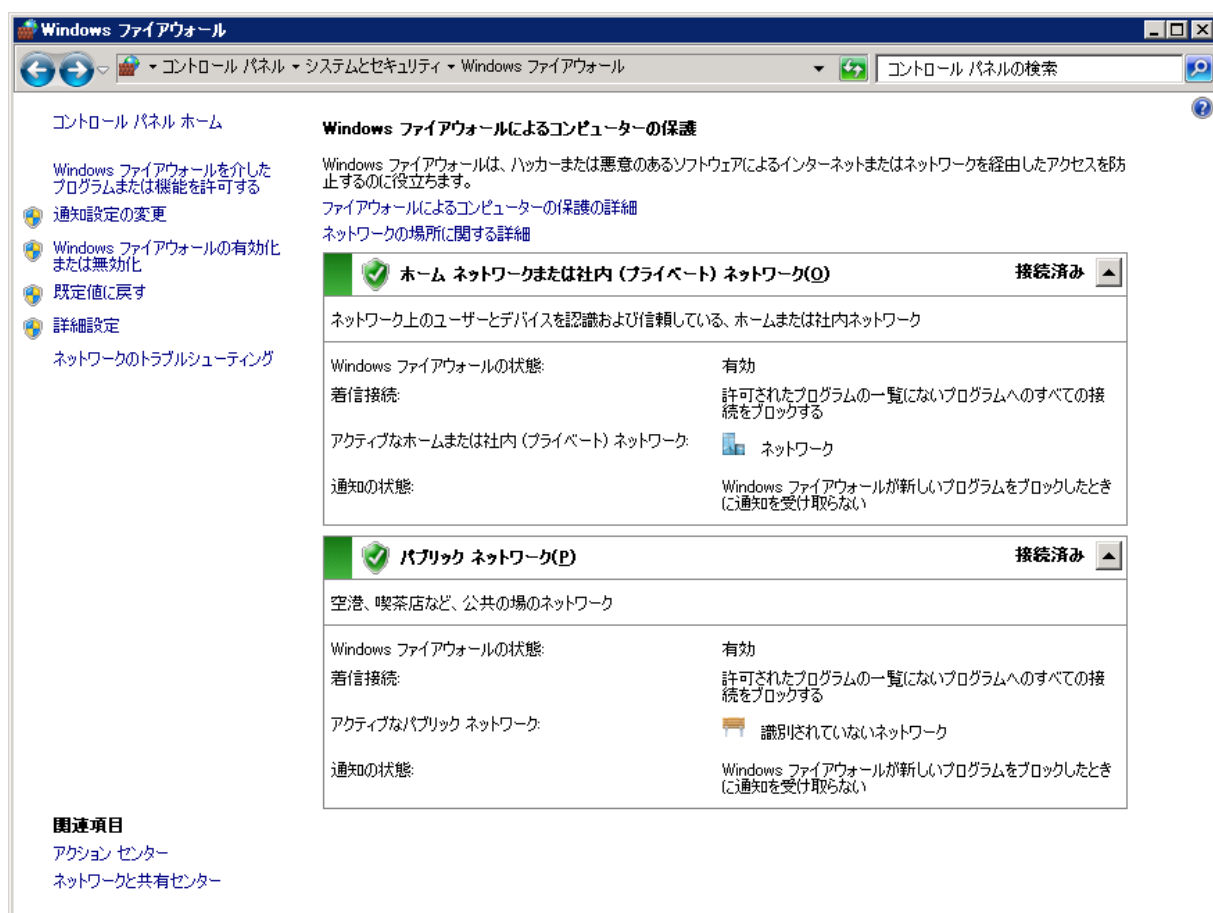 Windows ファイアウォール
コントロール パネル システムとセキュリティ Windows ファイアウォール
コントロール パネルの検索
コントロール パネル ホーム
Windows ファイアウォールを介した
プログラムまたは機能を許可する
通知設定の変更
Windows ファイアウォールの有効化
または無効化
既定値に戻す
詳細設定
ネットワークのトラブルシューティング
Windows ファイアウォールによるコンピューターの保護
Windows ファイアウォールは、ハッカーまたは悪意のあるソフトウェアによるインターネットまたはネットワークを経由したアクセスを防
止するのに役立ちます。
ファイアウォールによるコンピューターの保護の詳細
ネットワークの場所に関する詳細
ホーム ネットワークまたは社内 (プライベート) ネットワーク(O) 接続済み
ネットワーク上のユーザーとデバイスを認識および信頼している、ホームまたは社内ネットワーク
Windows ファイアウォールの状態: 有効
着信接続: 許可されたプログラムの一覧にないプログラムへのすべての接
続をブロックする
アクティブなホームまたは社内 (プライベート) ネットワーク: ネットワーク
通知の状態: Windows ファイアウォールが新しいプログラムをブロックしたとき
に通知を受け取らない
パブリック ネットワーク(P) 接続済み
空港、喫茶店など、公共の場のネットワーク
Windows ファイアウォールの状態: 有効
着信接続: 許可されたプログラムの一覧にないプログラムへのすべての接
続をブロックする
アクティブなパブリック ネットワーク: 識別されていないネットワーク
通知の状態: Windows ファイアウォールが新しいプログラムをブロックしたとき
に通知を受け取らない
関連項目
アクション センター
ネットワークと共有センター